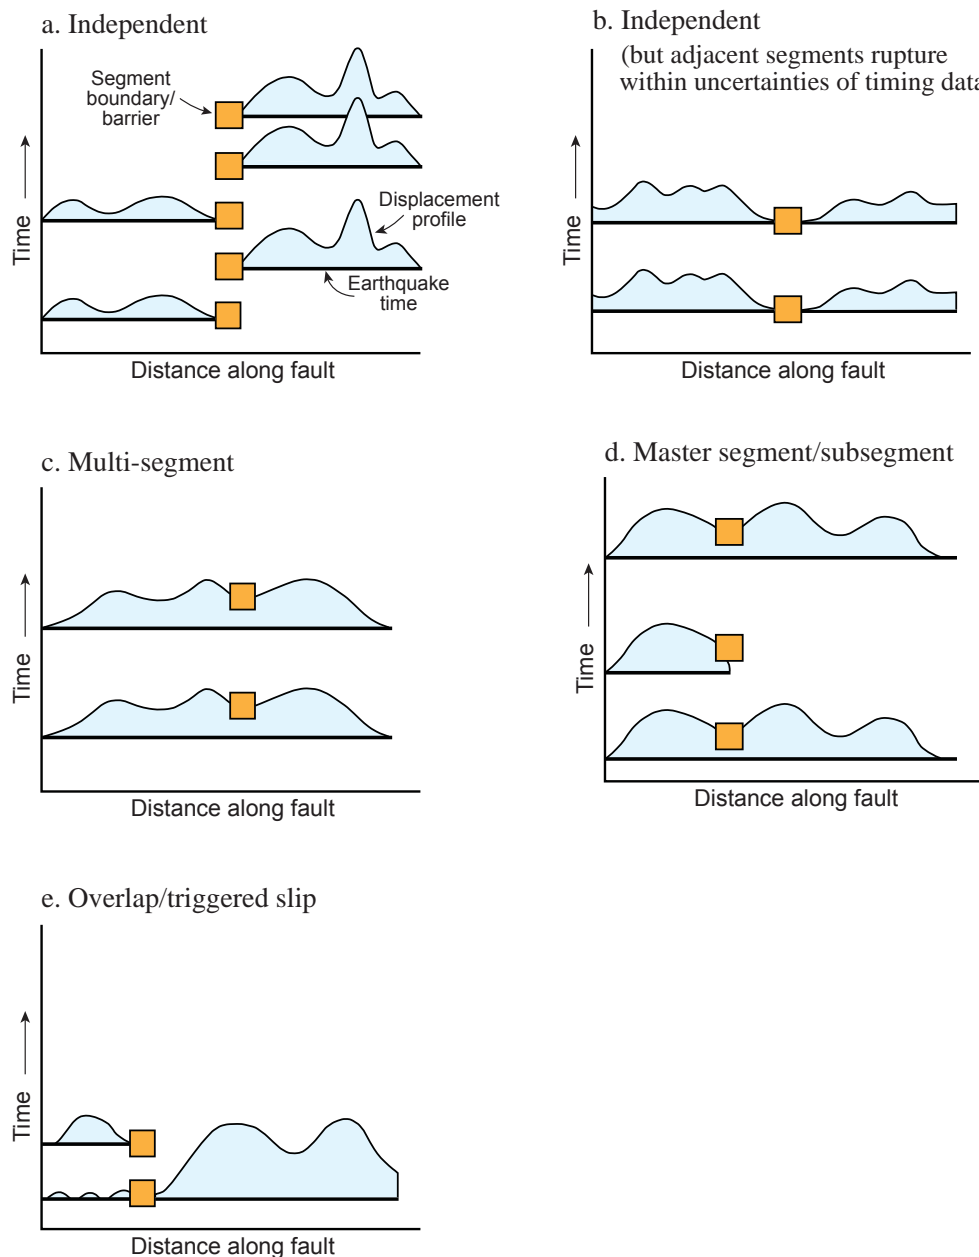 a. Independent
Segment
boundary/
barrier
Displacement
profile
Earthquake
time
Time
Distance along fault
b. Independent
(but adjacent segments rupture
within uncertainties of timing data
Time
Distance along fault
c. Multi-segment
Time
Distance along fault
d. Master segment/subsegment
Time
Distance along fault
e. Overlap/triggered slip
Time
Distance along fault